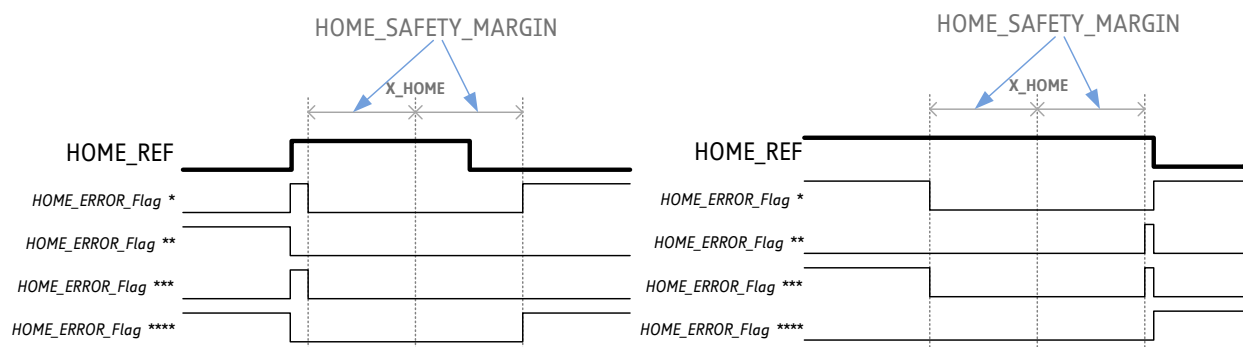 HOME_SAFETY_MARGIN
X_HOME
HOME_REF
HOME_ERROR_Flag *
HOME_ERROR_Flag **
HOME_ERROR_Flag ***
HOME_ERROR_Flag ****
HOME_SAFETY_MARGIN
X_HOME
HOME_REF
HOME_ERROR_Flag *
HOME_ERROR_Flag **
HOME_ERROR_Flag ***
HOME_ERROR_Flag ****